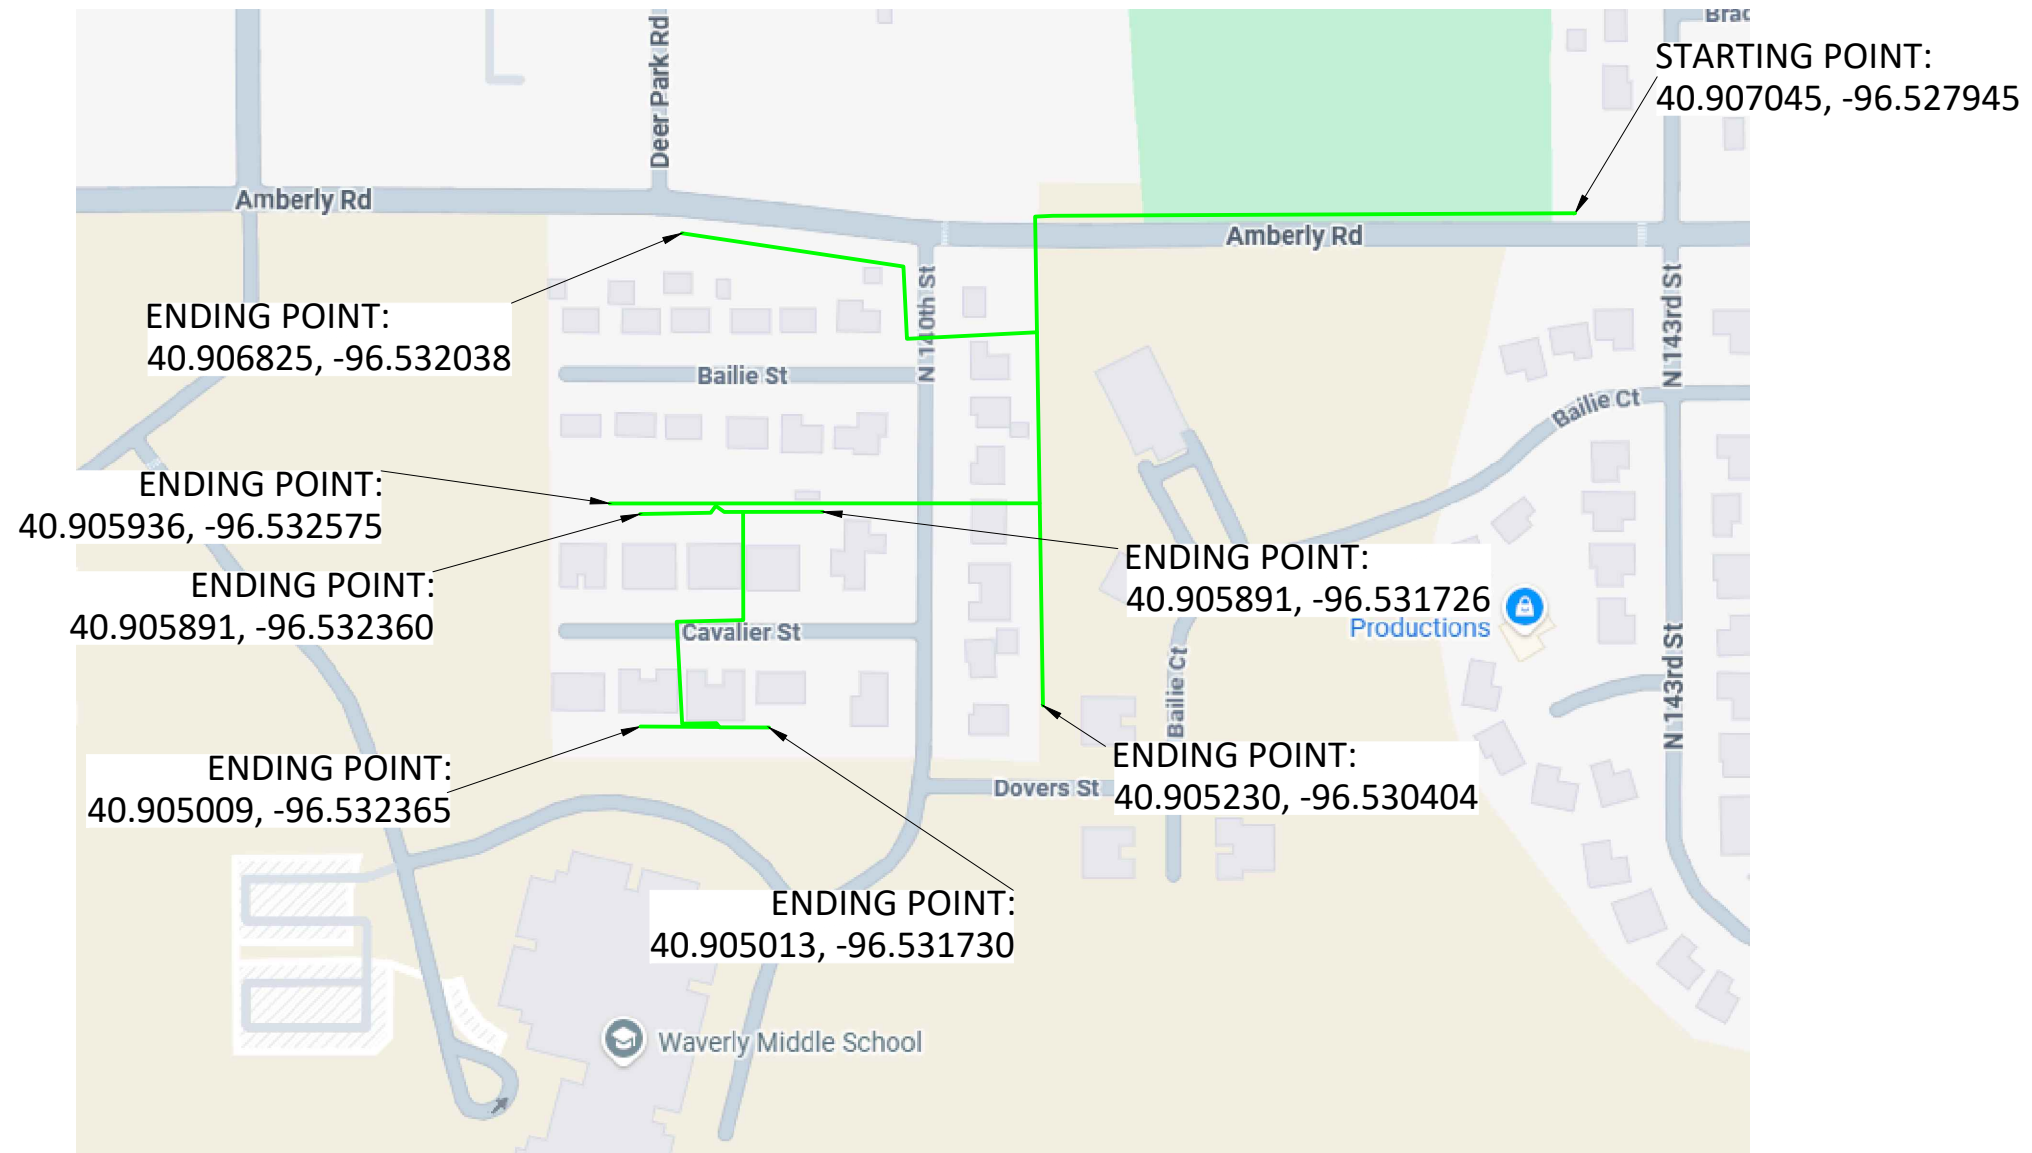 Brad
STARTING POINT:
40.907045, -96.527945
Deer Park Rd
Amberly Rd
Amberly Rd
ENDING POINT:
40.906825, -96.532038
N 140th St
N 143rd St
Bailie St
Bailie Ct
ENDING POINT:
40.905936, -96.532575
ENDING POINT:
40.905891, -96.531726
ENDING POINT:
40.905891, -96.532360
Productions
Cavalier St
Bailie Ct
N 143rd St
ENDING POINT:
40.905230, -96.530404
ENDING POINT:
40.905009, -96.532365
Dovers St
ENDING POINT:
40.905013, -96.531730
Waverly Middle School